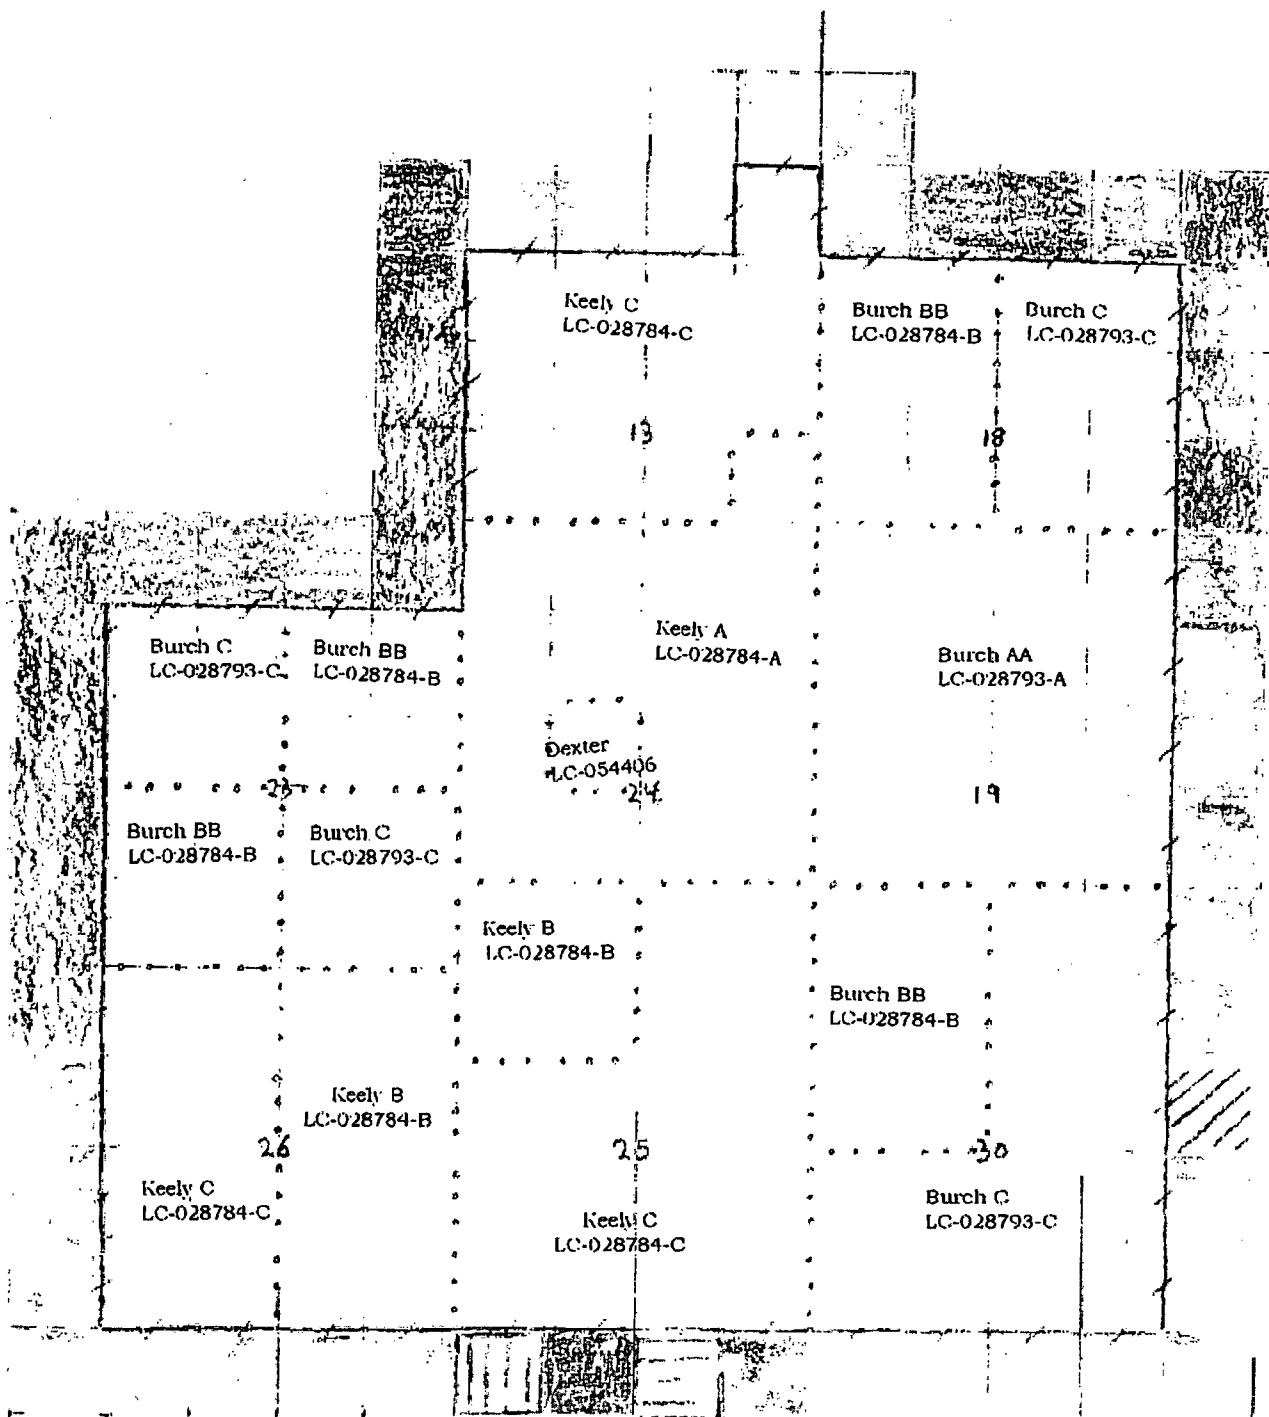 Keely C
LC-028784-C
Burch BB
LC-028784-B
Burch C
LC-028793-C
13
18
Keely A
LC-028784-A
Burch AA
LC-028793-A
Burch C
LC-028793-C
Burch BB
LC-028784-B
Dexter
LC-054406
23
24
19
Burch BB
LC-028784-B
Burch C
LC-028793-C
Keely B
LC-028784-B
Burch BB
LC-028784-B
Keely B
LC-028784-B
26
25
30
Keely C
LC-028784-C
Keely C
LC-028784-C
Burch C
LC-028793-C